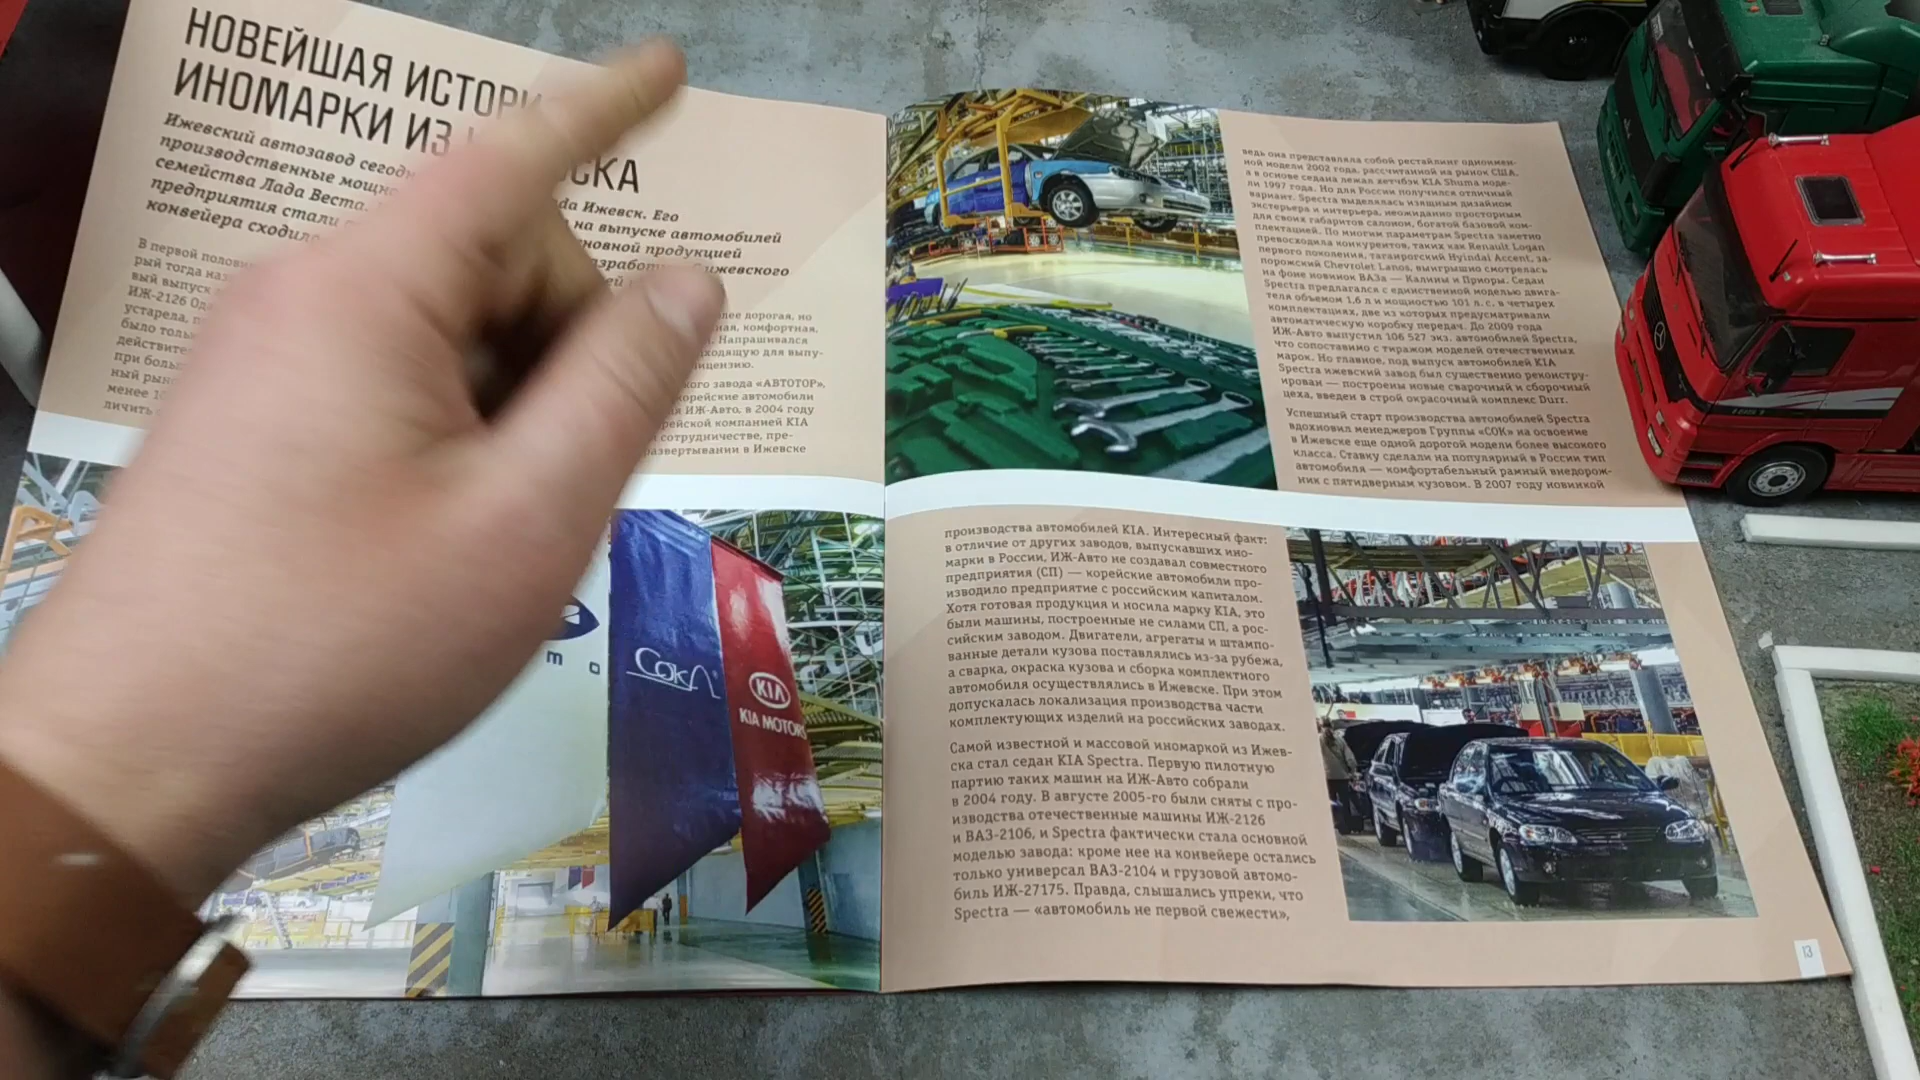 НОВЕЙШАЯ ИСТОРИ
ИНОМАРКИ ИЗ
СКА
Ижевский автозавод сегодн
da Ижевск. Его
производственные мощно
на выпуске автомобилей
семейства Лада Веста.
сновной продукцией
предприятия стали
ижевского
конвейера сходило
В первой полови
рый тогда наз
вый выпуск
ИЖ-2126 Од
устарела, п
было тольк
действите
при боль
ный рын
менее 1
личить
лее дорогая, но
ная, комфортная.
Напрашивался
ходящую для выпу-
ицензию.
кого завода «АВТОТОР»,
корейские автомобили
ИЖ-Авто, в 2004 году
рейской компанией KIA
сотрудничестве, пре-
развертывании в Ижевске
m o
СОКА
KIA
KIA MOTORS
производства автомобилей KIA. Интересный факт:
в отличие от других заводов, выпускавших ино-
марки в России, ИЖ-Авто не создавал совместного
предприятия (СП) — корейские автомобили про-
изводило предприятие с российским капиталом.
Хотя готовая продукция и носила марку KIA, это
были машины, построенные не силами СП, а рос-
сийским заводом. Двигатели, агрегаты и штампо-
ванные детали кузова поставлялись из-за рубежа,
а сварка, окраска кузова и сборка комплектного
автомобиля осуществлялись в Ижевске. При этом
допускалась локализация производства части
комплектующих изделий на российских заводах.
Самой известной и массовой иномаркой из Ижев-
ска стал седан KIA Spectra. Первую пилотную
партию таких машин на ИЖ-Авто собрали
в 2004 году. В августе 2005-го были сняты с про-
изводства отечественные машины ИЖ-2126
и ВАЗ-2106, и Spectra фактически стала основной
моделью завода: кроме нее на конвейере остались
только универсал ВАЗ-2104 и грузовой автомо-
биль ИЖ-27175. Правда, слышались упреки, что
Spectra — «автомобиль не первой свежести»,
ведь она представляла собой рестайлинг одноимен-
ной модели 2002 года, рассчитанной на рынок США,
а в основе седана лежал хетчбэк KIA Shuma моде-
ли 1997 года. Но для России получился отличный
вариант. Spectra выделялась изящным дизайном
экстерьера и интерьера, неожиданно просторным
для своих габаритов салоном, богатой базовой ком-
плектацией. По многим параметрам Spectra заметно
превосходила конкурентов, таких как Renault Logan
первого поколения, таганрогский Hyindai Accent, за-
порожский Chevrolet Lanos, выигрышно смотрелась
на фоне новинок ВАЗа — Калины и Приоры. Седан
Spectra предлагался с единственной моделью двига-
теля объемом 1,6 л и мощностью 101 л. с. в четырех
комплектациях, две из которых предусматривали
автоматическую коробку передач. До 2009 года
ИЖ-Авто выпустил 106 527 экз. автомобилей Spectra,
что сопоставимо с тиражом моделей отечественных
марок. Но главное, под выпуск автомобилей KIA
Spectra ижевский завод был существенно реконстру-
ирован — построены новые сварочный и сборочный
цеха, введен в строй окрасочный комплекс Durr.
Успешный старт производства автомобилей Spectra
вдохновил менеджеров Группы «СОК» на освоение
в Ижевске еще одной дорогой модели более высокого
класса. Ставку сделали на популярный в России тип
автомобиля — комфортабельный рамный внедорож-
ник с пятидверным кузовом. В 2007 году новинкой
13